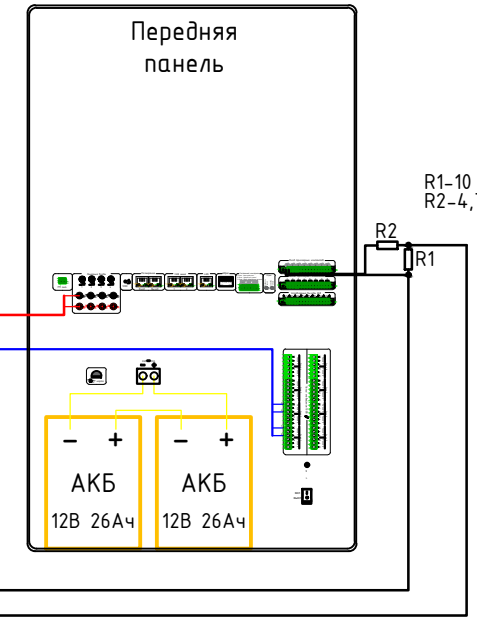 Передняя
панель
R1-10
R2-4,
R2
R1
- + - +
АКБ АКБ
12В 26Ач 12В 26Ач